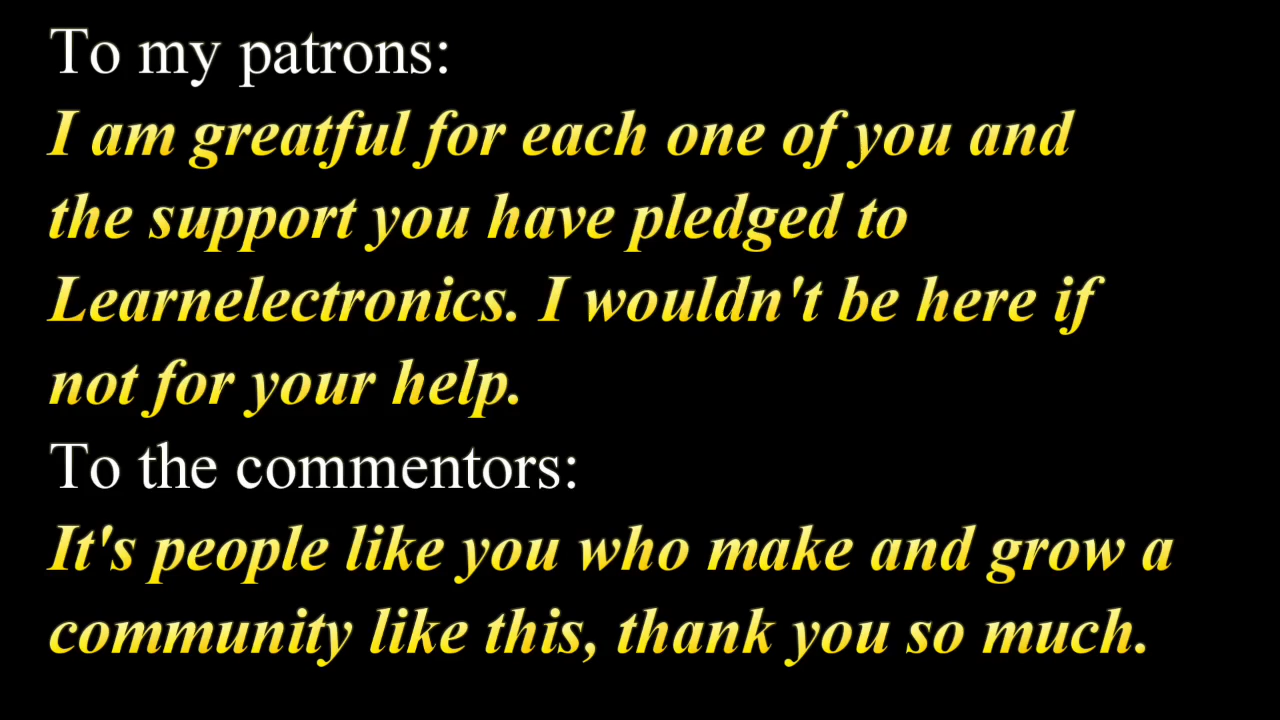 To my patrons:
I am greatful for each one of you and
the support you have pledged to
Learnelectronics. I wouldn't be here if
not for your help.
To the commentors:
It's people like you who make and grow a
community like this, thank you so much.